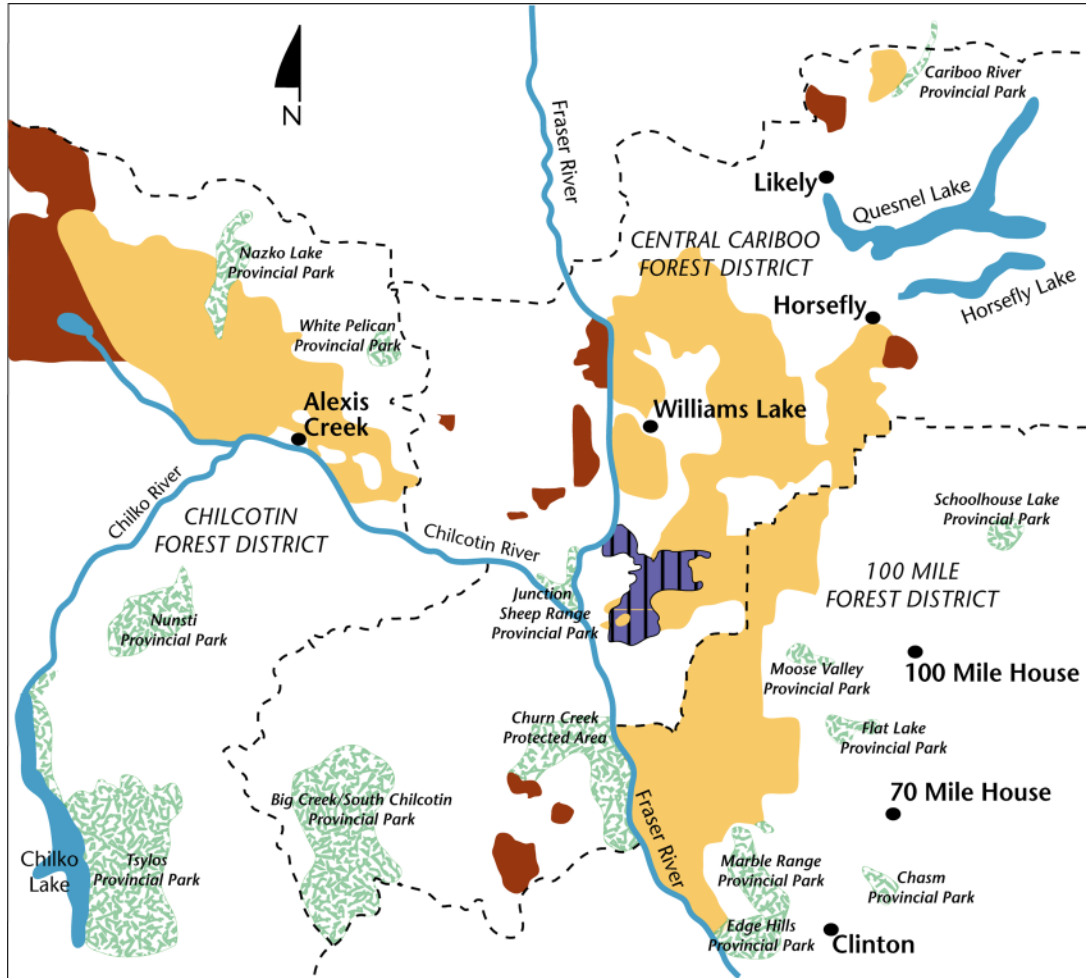 N
Fraser River
Cariboo River
Provincial Park
Likely
Quesnel Lake
Nazko Lake
Provincial Park
CENTRAL CARIBOO
FOREST DISTRICT
Horsefly Lake
Horsefly
White Pelican
Provincial Park
Alexis
Creek
Williams Lake
Chilko River
CHILCOTIN
FOREST DISTRICT
Chilcotin River
Schoolhouse Lake
Provincial Park
100 MILE
FOREST DISTRICT
Junction
Sheep Range
Provincial Park
Nunsti
Provincial Park
Moose Valley
Provincial Park
100 Mile House
Churn Creek
Protected Area
Flat Lake
Provincial Park
Big Creek/South Chilcotin
Provincial Park
70 Mile House
Fraser River
Chilko
Lake
Tsylos
Provincial Park
Marble Range
Provincial Park
Chasm
Provincial Park
Edge Hills
Provincial Park
Clinton